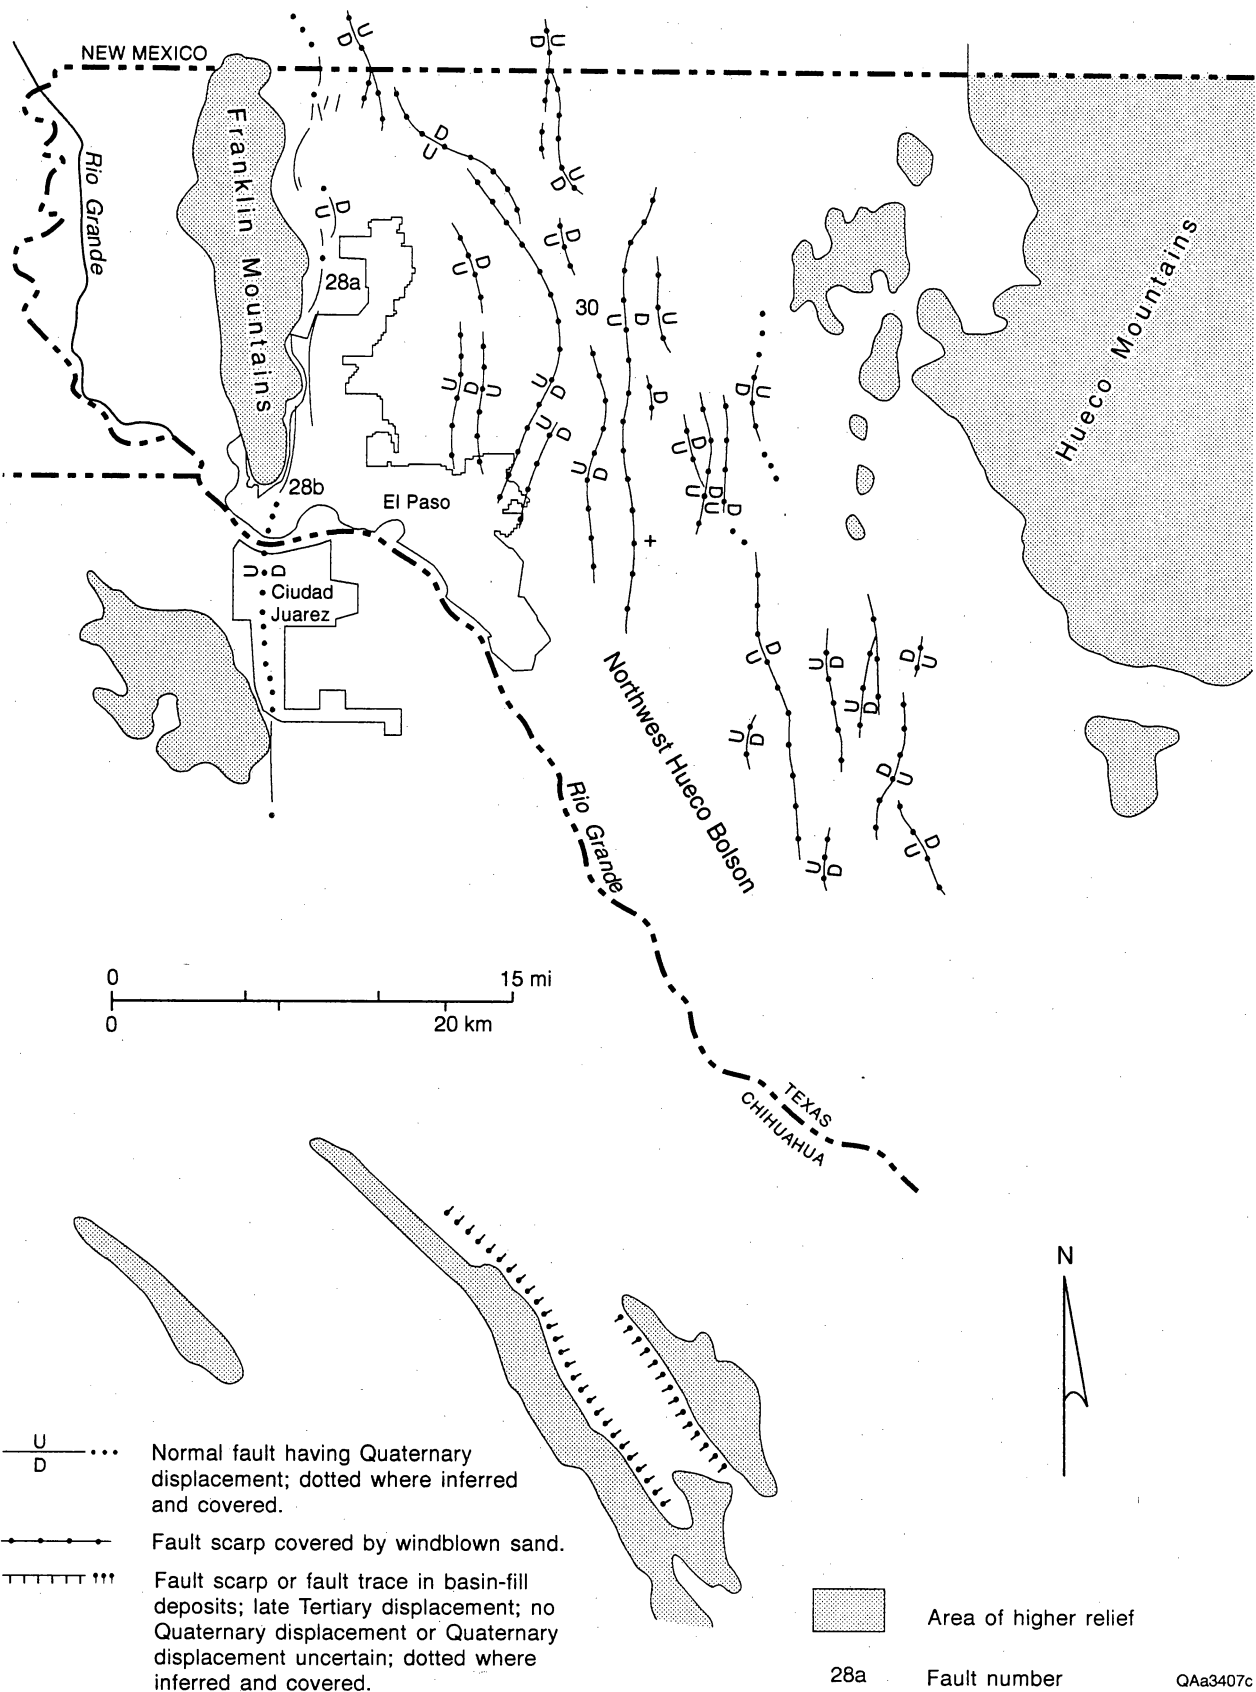 NEW MEXICO
Rio Grande
Franklin Mountains
Hueco Mountains
U
D
U
D
D
U
U
D
U
D
D
U
U
D
28a
30
U
D
U
U
D
U
U
D
U
D
U
D
U
D
D
U
D
U
D
U
D
U
D
28b
El Paso
U
D
Ciudad
Juarez
+
D
U
U
D
U
D
D
U
U
D
D
U
D
U
U
D
Northwest Hueco Bolson
Rio Grande
0
15 mi
0
20 km
TEXAS
CHIHUAHUA
N
U
D
Normal fault having Quaternary
displacement; dotted where inferred
and covered.
Fault scarp covered by windblown sand.
Fault scarp or fault trace in basin-fill
deposits; late Tertiary displacement; no
Quaternary displacement or Quaternary
displacement uncertain; dotted where
inferred and covered.
Area of higher relief
28a
Fault number
QAa3407c